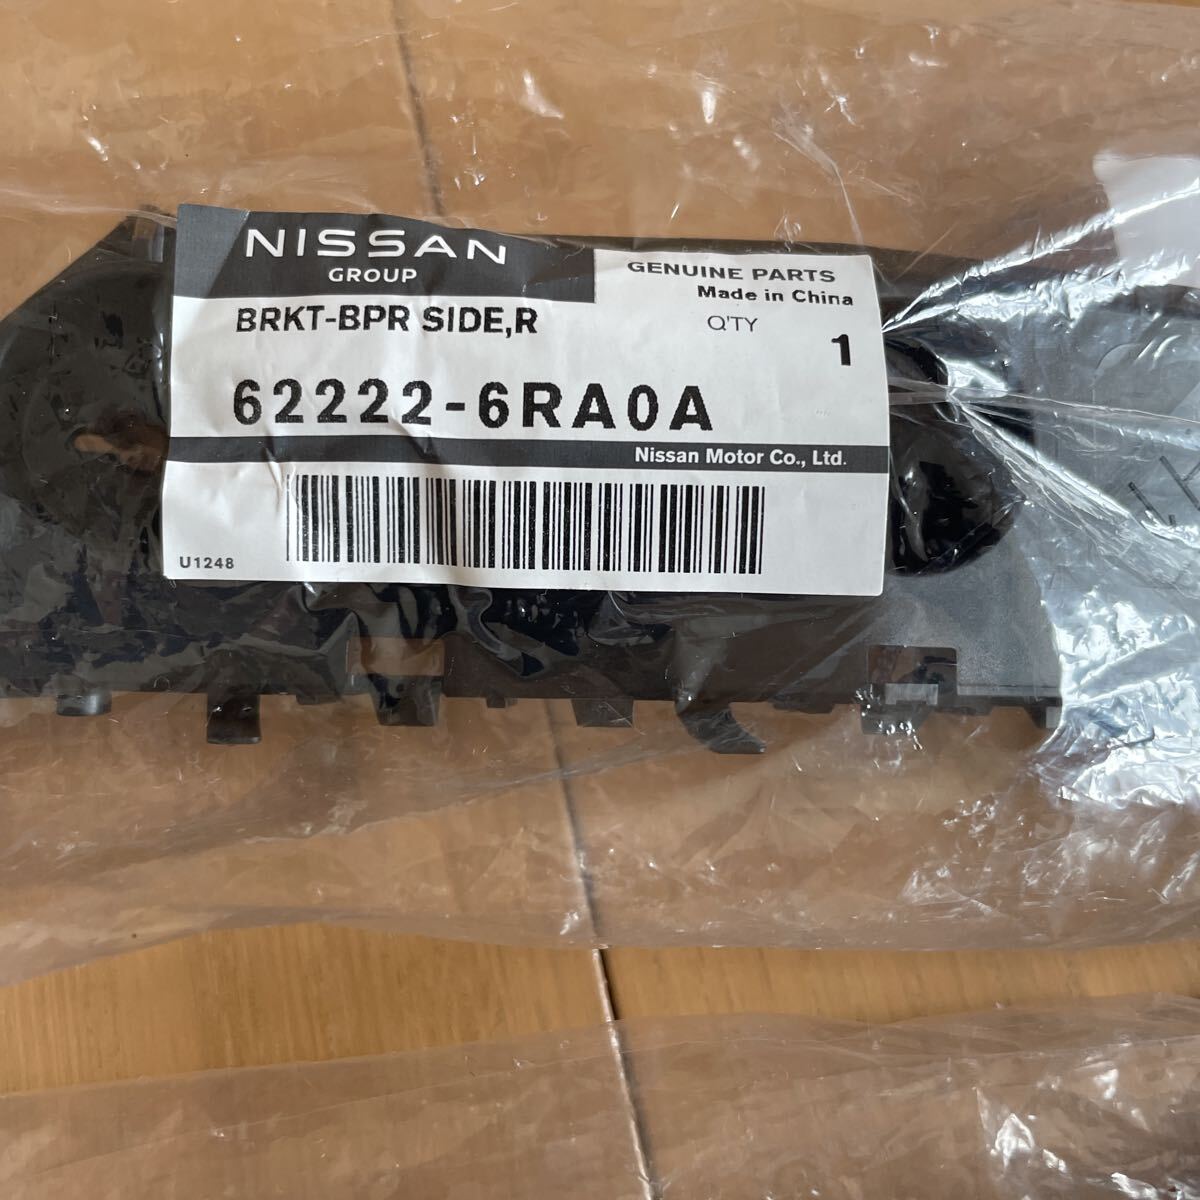 NISSAN
GROUP
GENUINE PARTS
Made in China
BRKT-BPR SIDE,R
Q'TY
1
62222-6RA0A
Nissan Motor Co., Ltd.
U1248